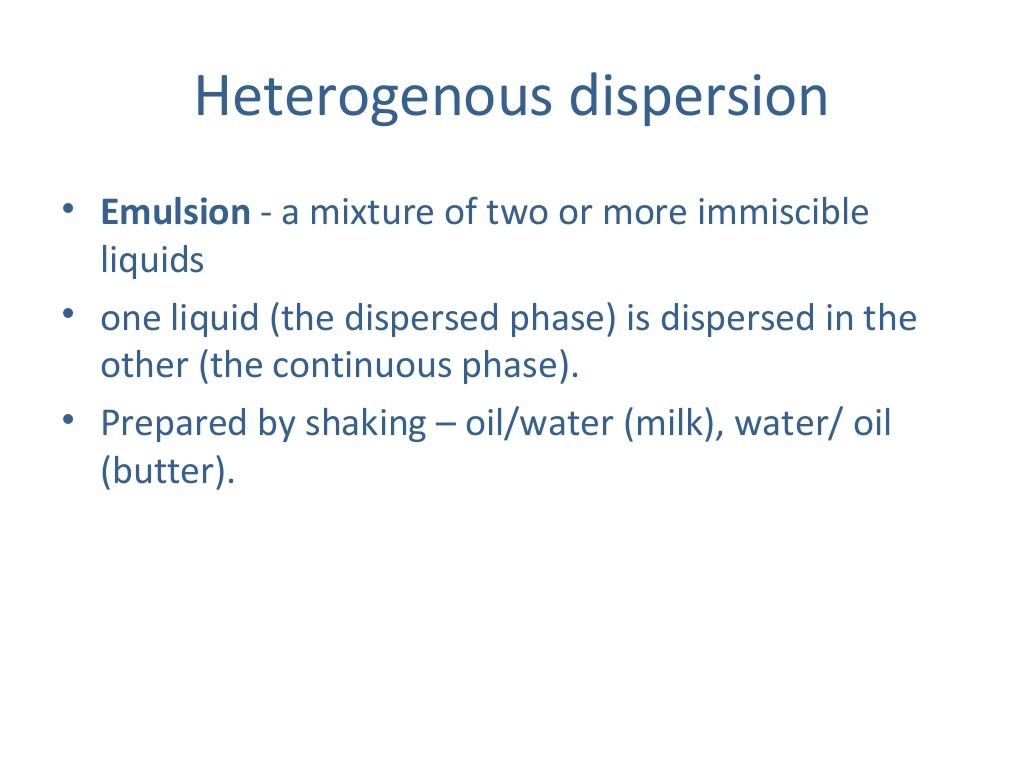 Heterogenous dispersion
• Emulsion - a mixture of two or more immiscible
liquids
• one liquid (the dispersed phase) is dispersed in the
other (the continuous phase).
• Prepared by shaking – oil/water (milk), water/ oil
(butter).